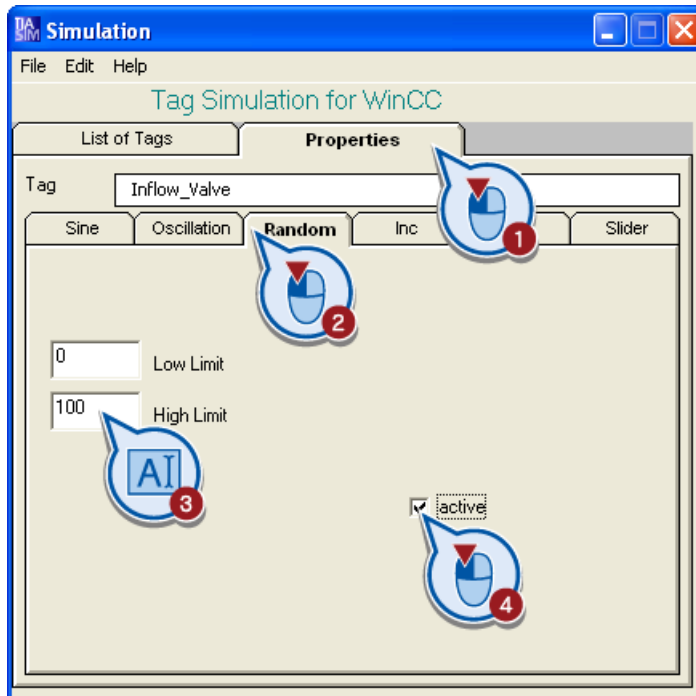 Simulation
File Edit Help
Tag Simulation for WinCC
List of Tags Properties
Tag Inflow_Valve
Sine Oscillation Random Inc Slider
1
2
0 Low Limit
100 High Limit
AI
3
active
4